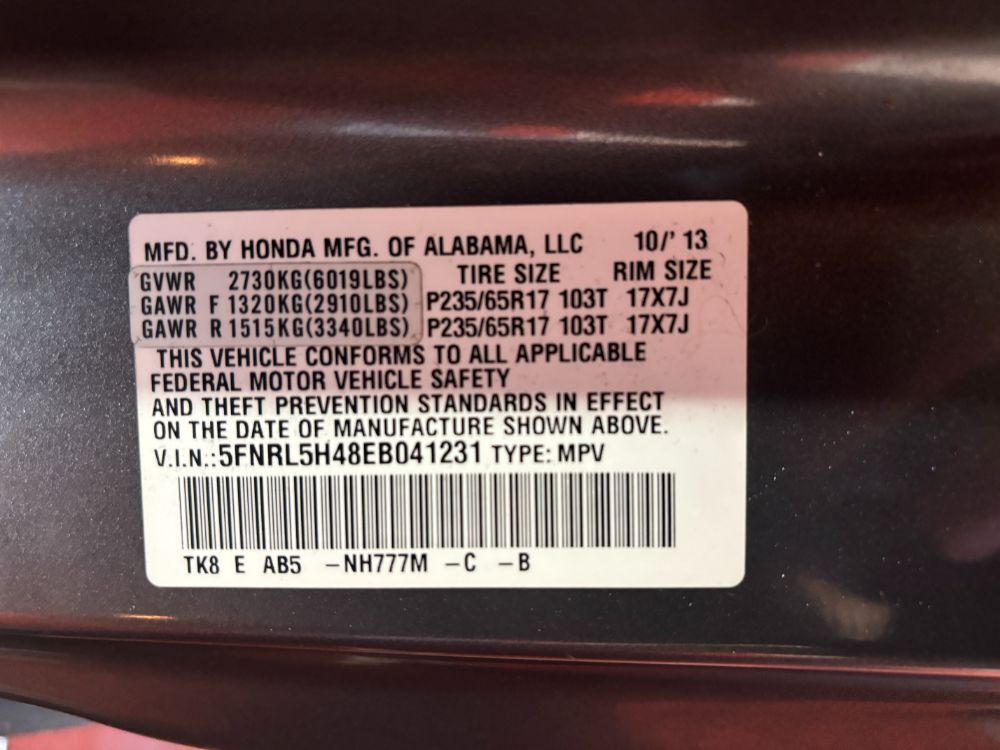 MFD. BY HONDA MFG. OF ALABAMA, LLC 10/' 13
GVWR 2730KG(6019LBS) TIRE SIZE RIM SIZE
GAWR F 1320KG(2910LBS) P235/65R17 103T 17X7J
GAWR R 1515KG(3340LBS) P235/65R17 103T 17X7J
THIS VEHICLE CONFORMS TO ALL APPLICABLE
FEDERAL MOTOR VEHICLE SAFETY
AND THEFT PREVENTION STANDARDS IN EFFECT
ON THE DATE OF MANUFACTURE SHOWN ABOVE.
V.I.N.:5FNRL5H48EB041231 TYPE: MPV
TK8 E AB5 -NH777M -C -B